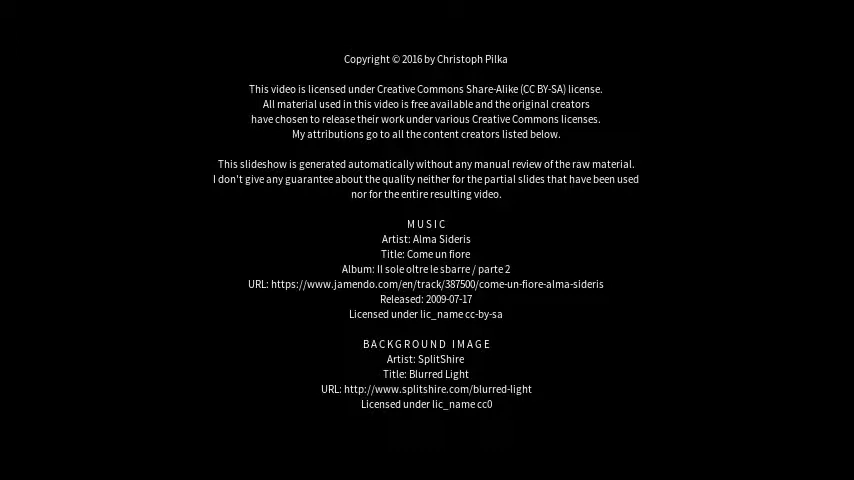 Copyright © 2016 by Christoph Pilka
This video is licensed under Creative Commons Share-Alike (CC BY-SA) license.
All material used in this video is free available and the original creators
have chosen to release their work under various Creative Commons licenses.
My attributions go to all the content creators listed below.
This slideshow is generated automatically without any manual review of the raw material.
I don't give any guarantee about the quality neither for the partial slides that have been used
nor for the entire resulting video.
MUSIC
Artist: Alma Sideris
Title: Come un fiore
Album: Il sole oltre le sbarre / parte 2
URL: https://www.jamendo.com/en/track/387500/come-un-fiore-alma-sideris
Released: 2009-07-17
Licensed under lic_name cc-by-sa
BACKGROUND IMAGE
Artist: SplitShire
Title: Blurred Light
URL: http://www.splitshire.com/blurred-light
Licensed under lic_name cc0